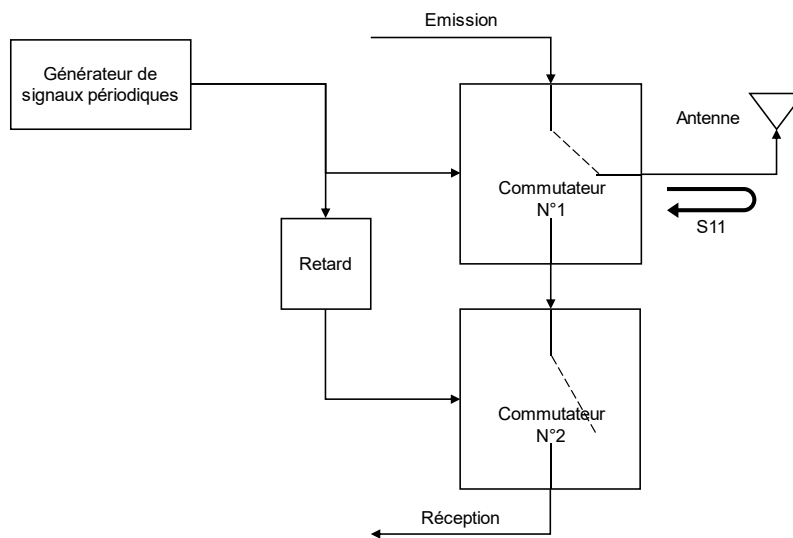 Emission
Générateur de
signaux périodiques
Antenne
Commutateur
N°1
S11
Retard
Commutateur
N°2
Réception